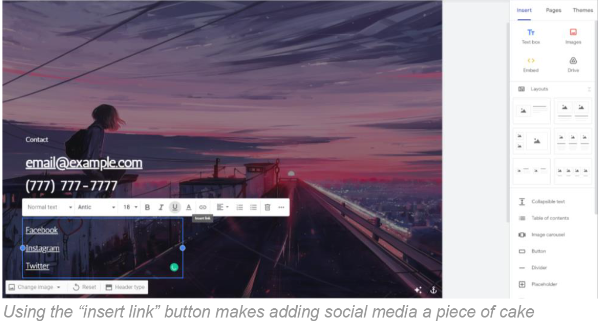 Insert Pages Themes
Text box Images
Embed Drive
Layouts
Contact
email@example.com
(777) 777-7777
Normal text Antic 18 B I U A
Insert link
Facebook
Instagram
Twitter
Change image Reset Header type
Collapsible text
Table of contents
Image carousel
Button
Divider
Placeholder
Using the “insert link” button makes adding social media a piece of cake